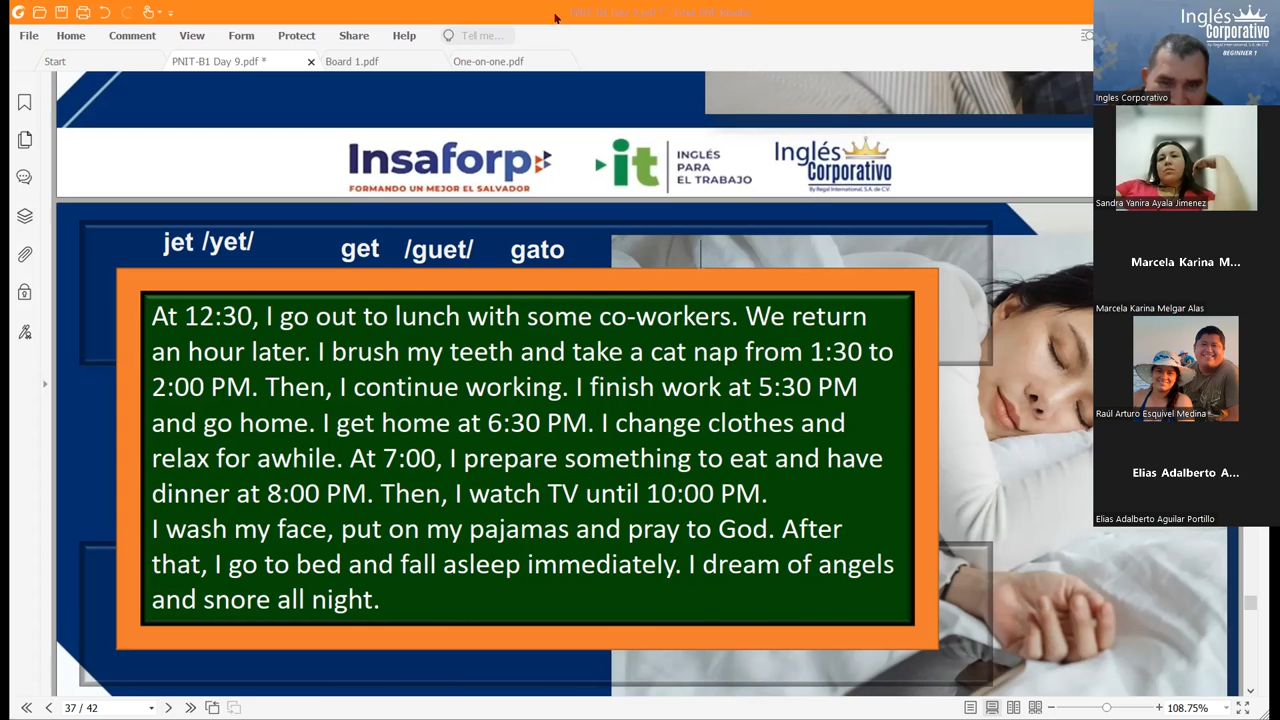 File Home Comment View Form Protect Share Help Tell me...
Start PNIT-B1 Day 9.pdf * Board 1.pdf One-on-one.pdf
Insaforp
FORMANDO UN MEJOR EL SALVADOR
it INGLÉS PARA EL TRABAJO
Inglés Corporativo
By Regal International, S.A. de C.V.
jet /yet/ get /guet/ gato
At 12:30, I go out to lunch with some co-workers. We return
an hour later. I brush my teeth and take a cat nap from 1:30 to
2:00 PM. Then, I continue working. I finish work at 5:30 PM
and go home. I get home at 6:30 PM. I change clothes and
relax for awhile. At 7:00, I prepare something to eat and have
dinner at 8:00 PM. Then, I watch TV until 10:00 PM.
I wash my face, put on my pajamas and pray to God. After
that, I go to bed and fall asleep immediately. I dream of angels
and snore all night.
37 / 42
108.75%
Inglés Corporativo
By Regal International, S.A. de C.V.
BEGINNER 1
Ingles Corporativo
Sandra Yanira Ayala Jimenez
Marcela Karina M...
Marcela Karina Melgar Alas
Raúl Arturo Esquivel Medina
Elias Adalberto A...
Elias Adalberto Aguilar Portillo